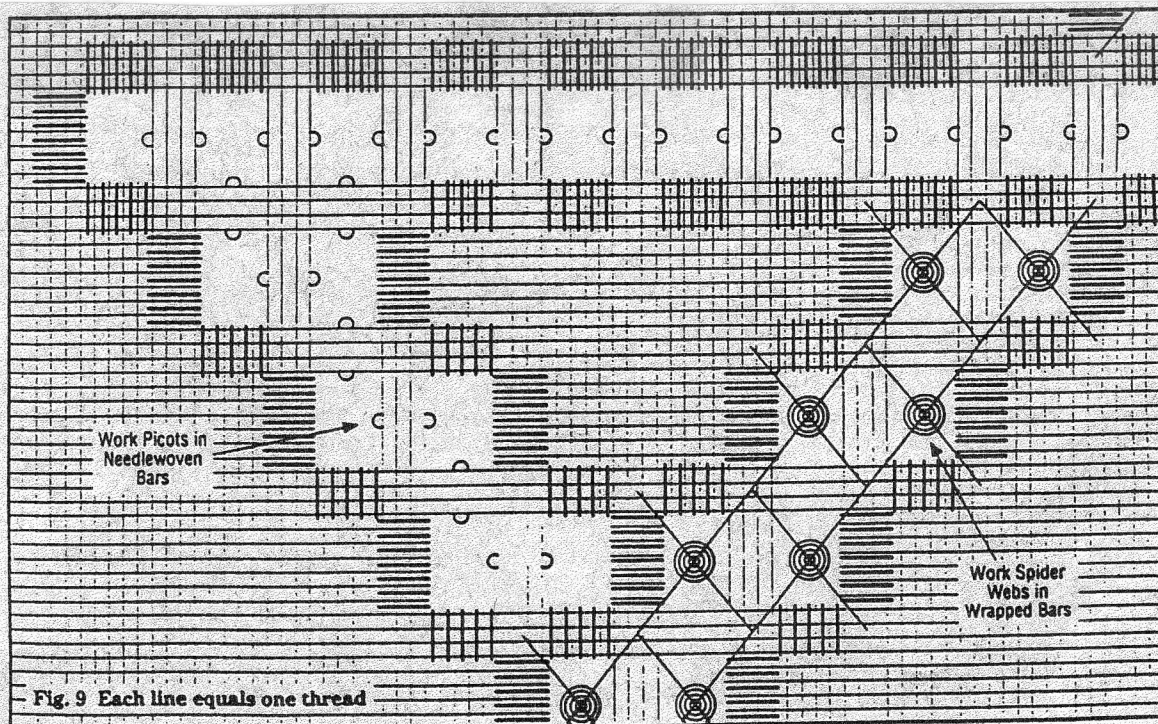 Work Picots in
Needlewoven
Bars
Work Spider
Webs in
Wrapped Bars
Fig. 9 Each line equals one thread